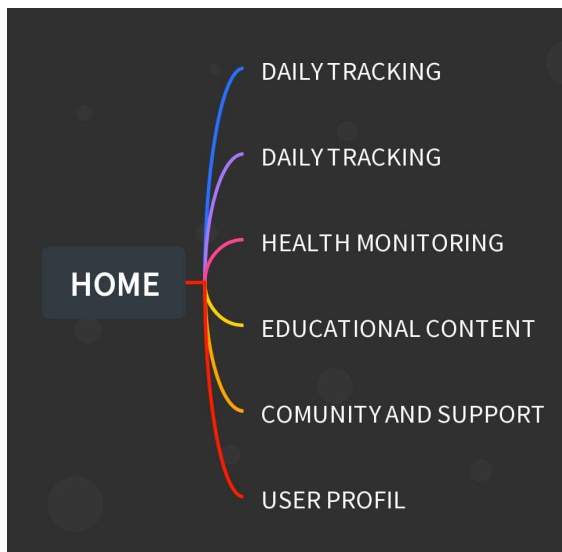 DAILY TRACKING
DAILY TRACKING
HEALTH MONITORING
HOME
EDUCATIONAL CONTENT
COMUNITY AND SUPPORT
USER PROFIL